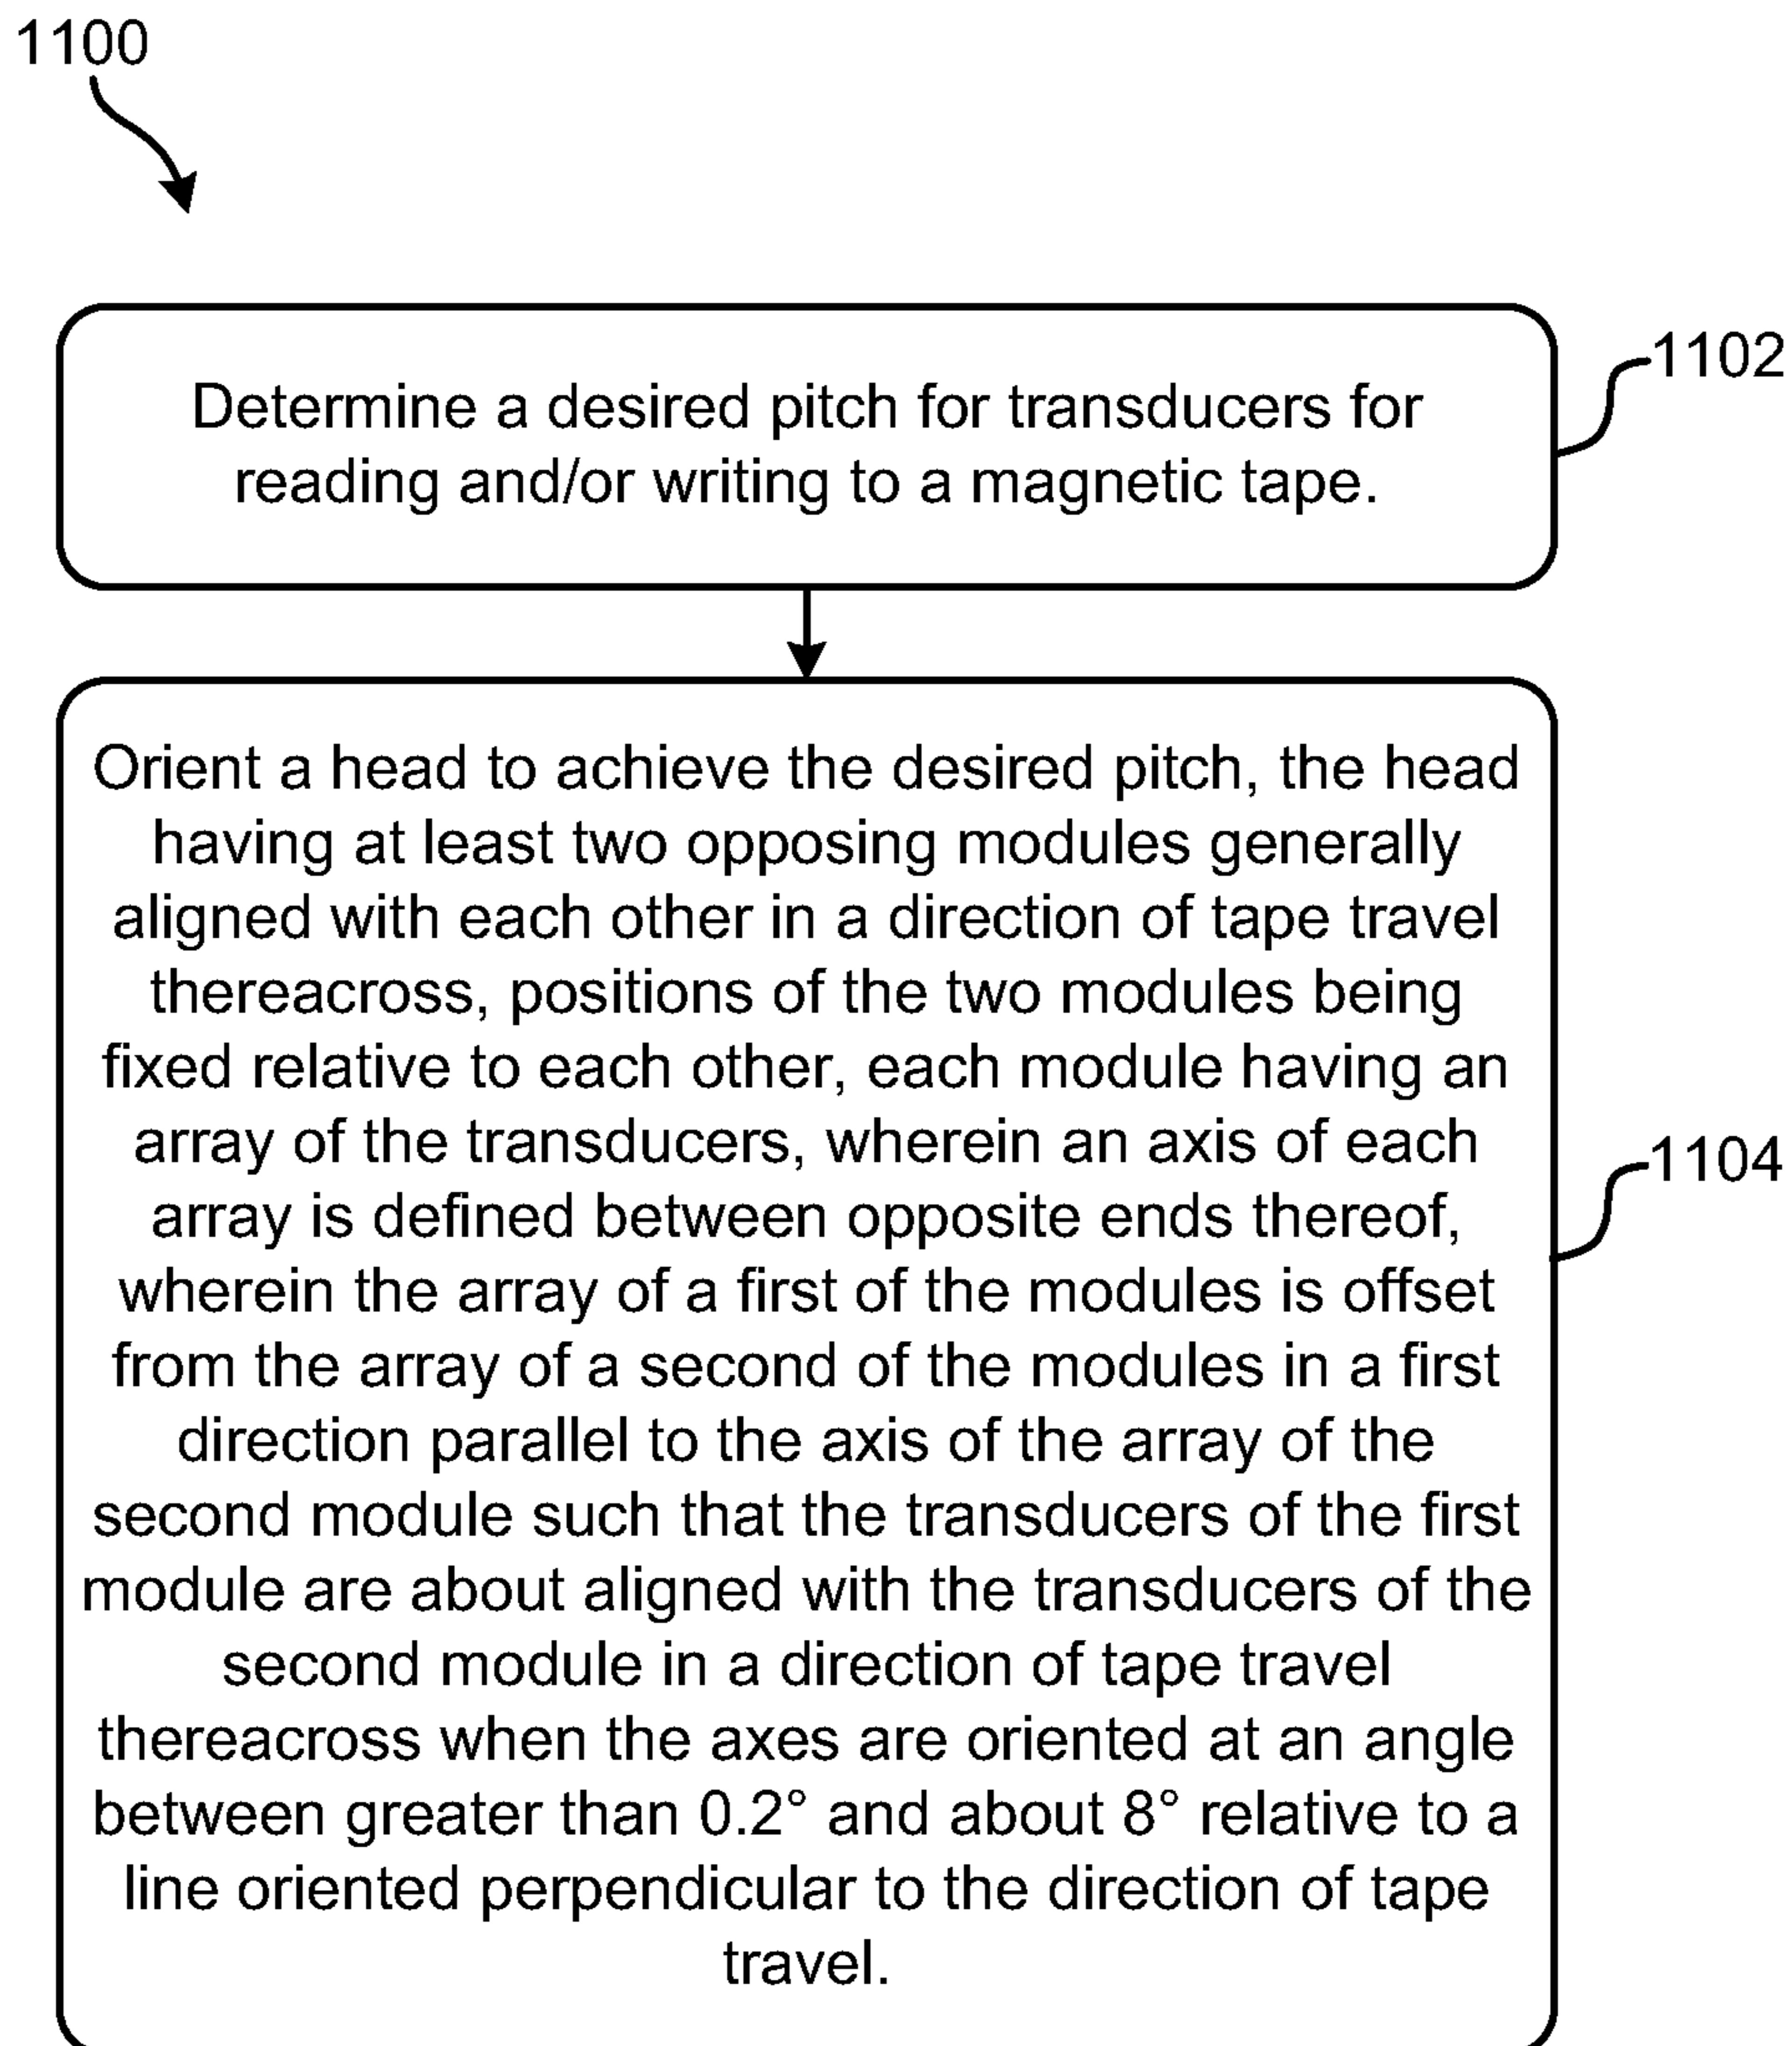 1100
Determine a desired pitch for transducers for
reading and/or writing to a magnetic tape.
1102
Orient a head to achieve the desired pitch, the head
having at least two opposing modules generally
aligned with each other in a direction of tape travel
thereacross, positions of the two modules being
fixed relative to each other, each module having an
array of the transducers, wherein an axis of each
array is defined between opposite ends thereof,
wherein the array of a first of the modules is offset
from the array of a second of the modules in a first
direction parallel to the axis of the array of the
second module such that the transducers of the first
module are about aligned with the transducers of the
second module in a direction of tape travel
thereacross when the axes are oriented at an angle
between greater than 0.2° and about 8° relative to a
line oriented perpendicular to the direction of tape
travel.
1104